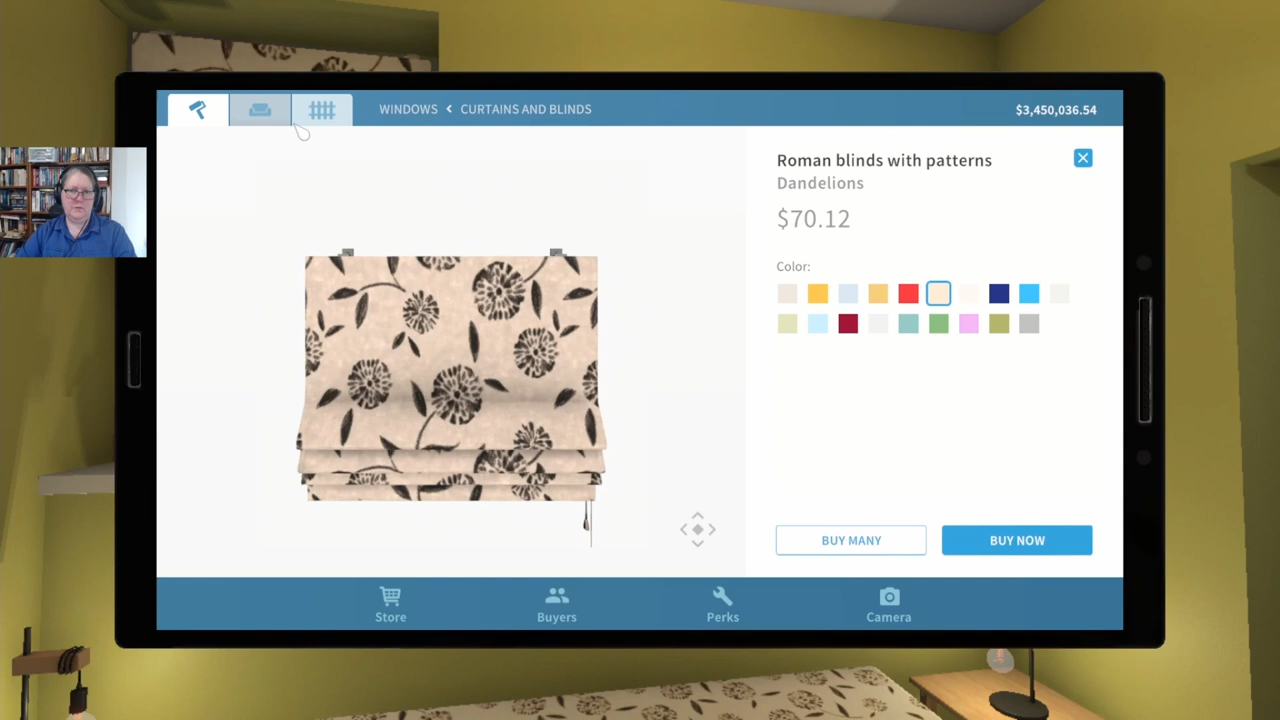 WINDOWS < CURTAINS AND BLINDS
$3,450,036.54
Roman blinds with patterns
Dandelions
$70.12
Color:
BUY MANY
BUY NOW
Store
Buyers
Perks
Camera